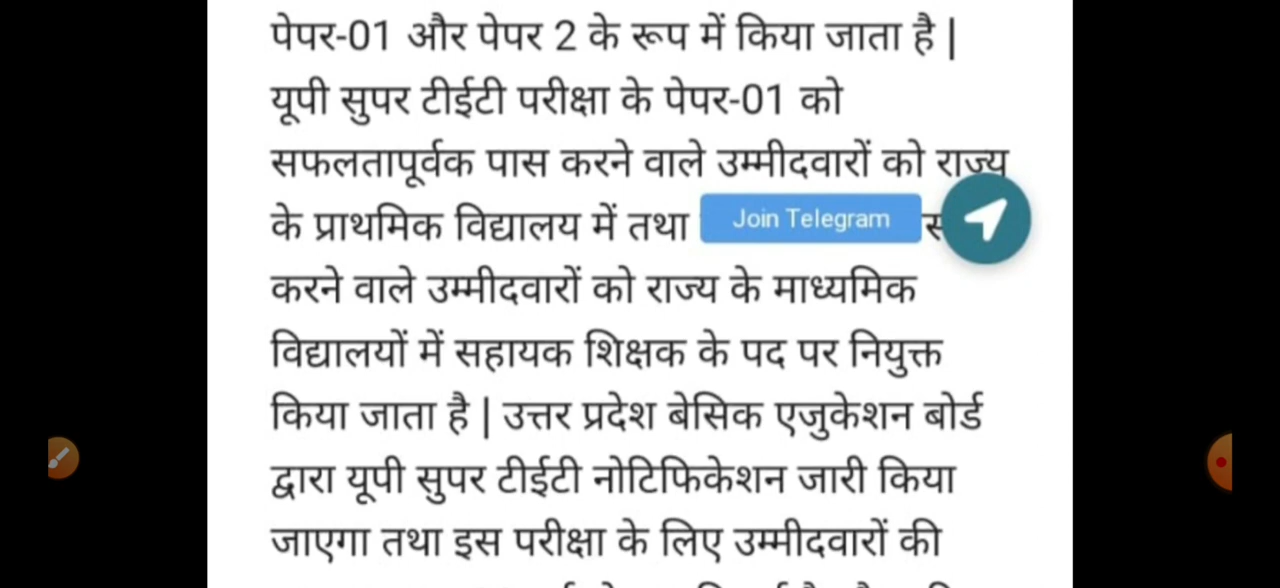 पेपर-01 और पेपर 2 के रूप में किया जाता है |
यूपी सुपर टीईटी परीक्षा के पेपर-01 को
सफलतापूर्वक पास करने वाले उम्मीदवारों को राज्य
के प्राथमिक विद्यालय में तथा
Join Telegram
करने वाले उम्मीदवारों को राज्य के माध्यमिक
विद्यालयों में सहायक शिक्षक के पद पर नियुक्त
किया जाता है | उत्तर प्रदेश बेसिक एजुकेशन बोर्ड
द्वारा यूपी सुपर टीईटी नोटिफिकेशन जारी किया
जाएगा तथा इस परीक्षा के लिए उम्मीदवारों की